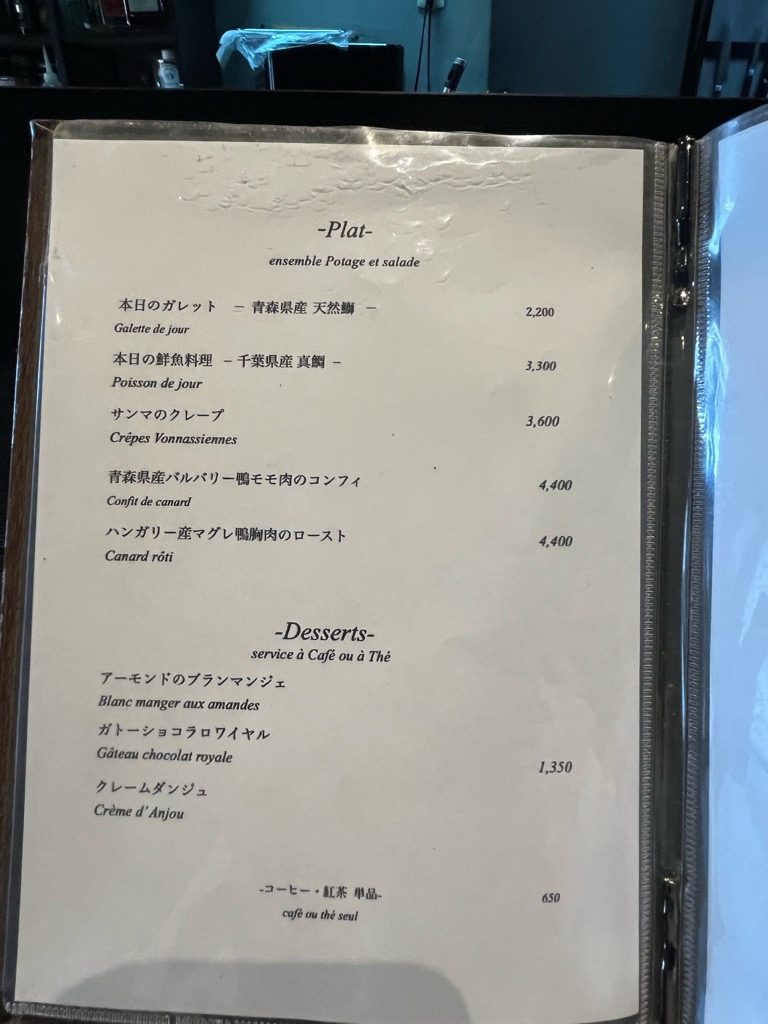 -Plat-
ensemble Potage et salade
本日のガレット － 青森県産 天然鰤 － 2,200
Galette de jour
本日の鮮魚料理 － 千葉県産 真鯛 － 3,300
Poisson de jour
サンマのクレープ 3,600
Crêpes Vonnassiennes
青森県産バルバリー鴨モモ肉のコンフィ 4,400
Confit de canard
ハンガリー産マグレ鴨胸肉のロースト 4,400
Canard rôti
-Desserts-
service à Café ou à Thé
アーモンドのブランマンジェ
Blanc manger aux amandes
ガトーショコラロワイヤル
Gâteau chocolat royale
1,350
クレームダンジュ
Crème d'Anjou
-コーヒー・紅茶 単品- 650
café ou thé seul